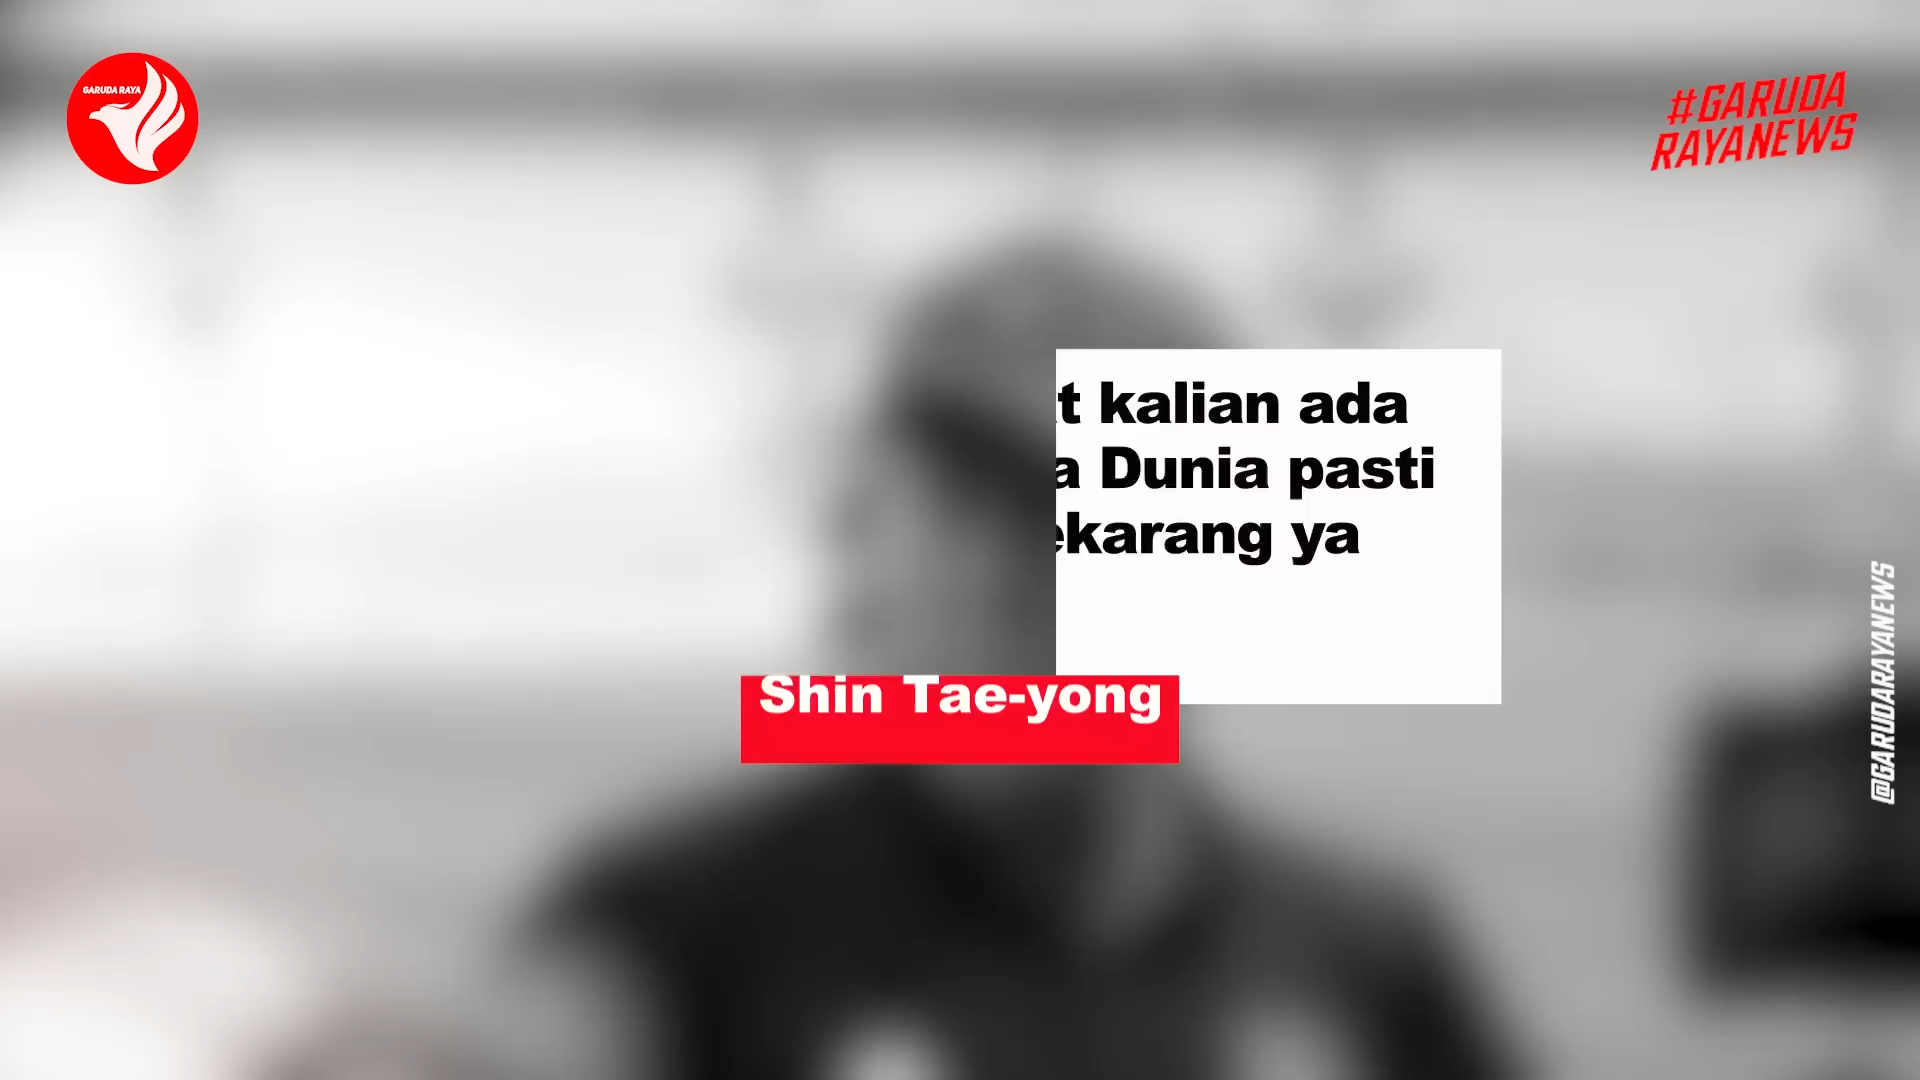 GARUDA RAYA
#GARUDA
RAYANEWS
t kalian ada
a Dunia pasti
ekarang ya
Shin Tae-yong
@GARUDARAYANEWS